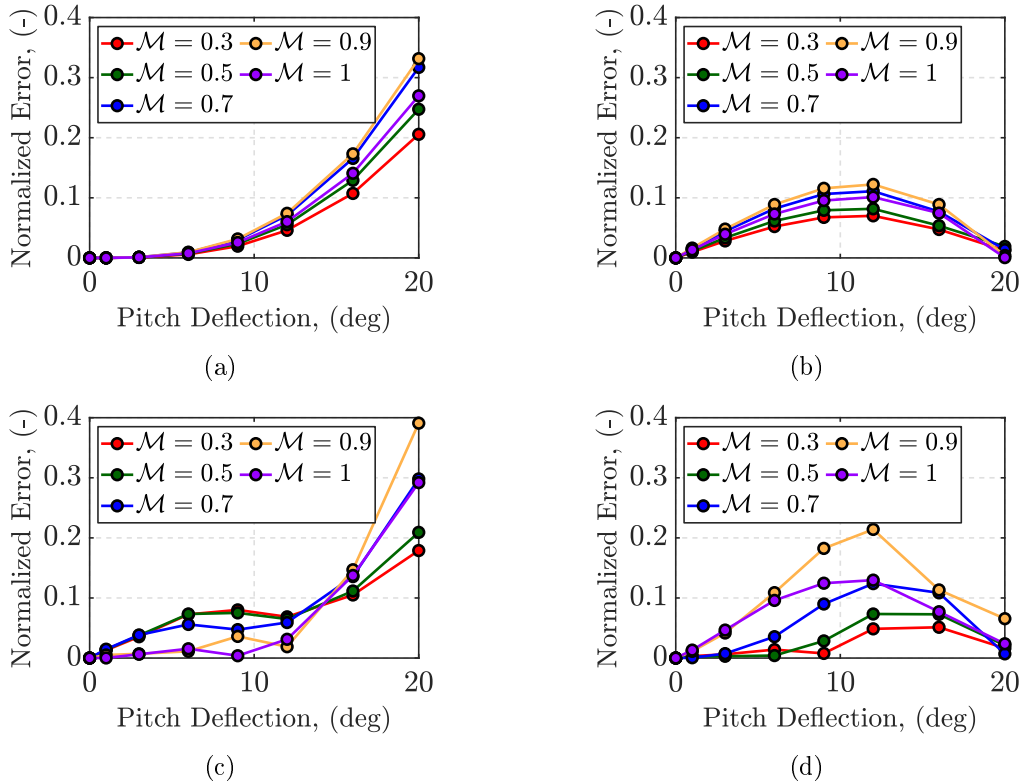 0.4
0.3
0.2
0.1
0
Normalized Error, (-)
M = 0.3
M = 0.9
M = 0.5
M = 1
M = 0.7
0
10
20
Pitch Deflection, (deg)
(a)
0.4
0.3
0.2
0.1
0
Normalized Error, (-)
M = 0.3
M = 0.9
M = 0.5
M = 1
M = 0.7
0
10
20
Pitch Deflection, (deg)
(b)
0.4
0.3
0.2
0.1
0
Normalized Error, (-)
M = 0.3
M = 0.9
M = 0.5
M = 1
M = 0.7
0
10
20
Pitch Deflection, (deg)
(c)
0.4
0.3
0.2
0.1
0
Normalized Error, (-)
M = 0.3
M = 0.9
M = 0.5
M = 1
M = 0.7
0
10
20
Pitch Deflection, (deg)
(d)